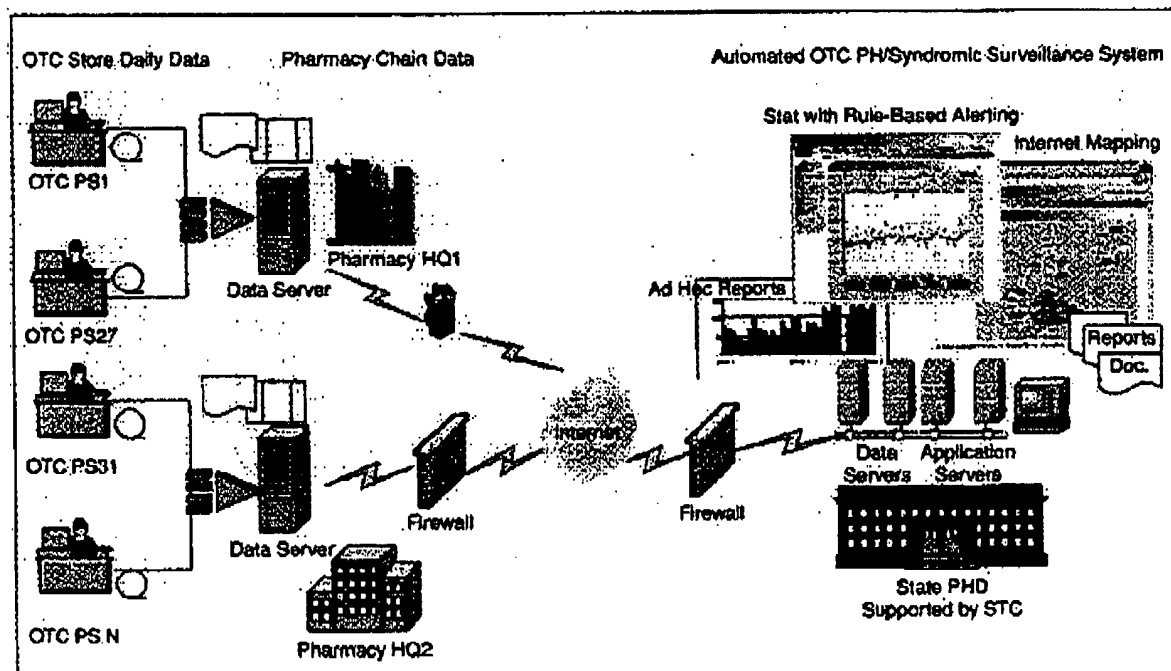 OTC Store Daily Data
Pharmacy Chain Data
Automated OTC PH/Syndromic Surveillance System
Stat with Rule-Based Alerting
Internet Mapping
OTC PS1
Pharmacy HQ1
Data Server
Ad Hoc Reports
OTC PS27
Reports
Doc.
Internet
OTC PS31
Data
Servers
Application
Servers
Firewall
Firewall
Data Server
State PHD
Supported by STC
OTC PS N
Pharmacy HQ2